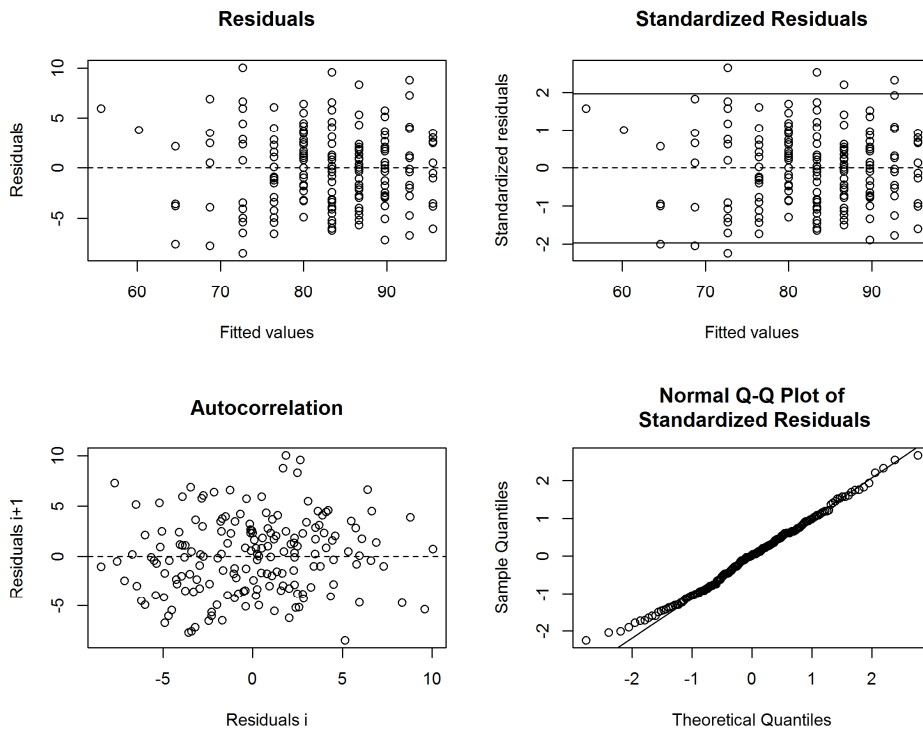 Residuals
Residuals
10
5
0
-5
60
70
80
90
Fitted values
Standardized Residuals
Standardized residuals
2
1
0
-1
-2
60
70
80
90
Fitted values
Autocorrelation
Residuals i+1
10
5
0
-5
-5
0
5
10
Residuals i
Normal Q-Q Plot of
Standardized Residuals
Sample Quantiles
2
1
0
-1
-2
-2
-1
0
1
2
Theoretical Quantiles